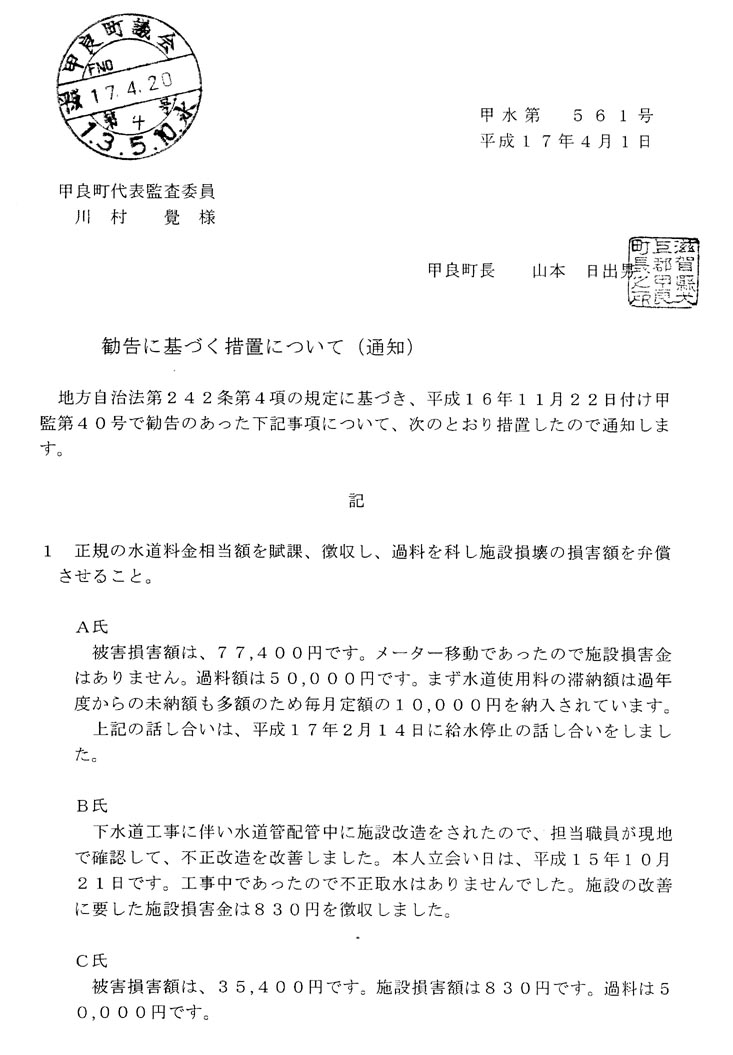 甲良町議会
FNO
17.4.20
第4号
1.3.5.10.水
甲水第　５６１号
平成１７年４月１日
甲良町代表監査委員
川　村　　覺　様
甲良町長　　山本　日出男
滋賀縣犬
上郡甲良
町長之印
勧告に基づく措置について（通知）
地方自治法第２４２条第４項の規定に基づき、平成１６年１１月２２日付け甲
監第４０号で勧告のあった下記事項について、次のとおり措置したので通知しま
す。
記
１　正規の水道料金相当額を賦課、徴収し、過料を科し施設損壊の損害額を弁償
させること。
Ａ氏
被害損害額は、７７,４００円です。メーター移動であったので施設損害金
はありません。過料額は５０,０００円です。まず水道使用料の滞納額は過年
度からの未納額も多額のため毎月定額の１０,０００円を納入されています。
上記の話し合いは、平成１７年２月１４日に給水停止の話し合いをしまし
た。
Ｂ氏
下水道工事に伴い水道管配管中に施設改造をされたので、担当職員が現地
で確認して、不正改造を改善しました。本人立会い日は、平成１５年１０月
２１日です。工事中であったので不正取水はありませんでした。施設の改善
に要した施設損害金は８３０円を徴収しました。
Ｃ氏
被害損害額は、３５,４００円です。施設損害額は８３０円です。過料は５
０,０００円です。